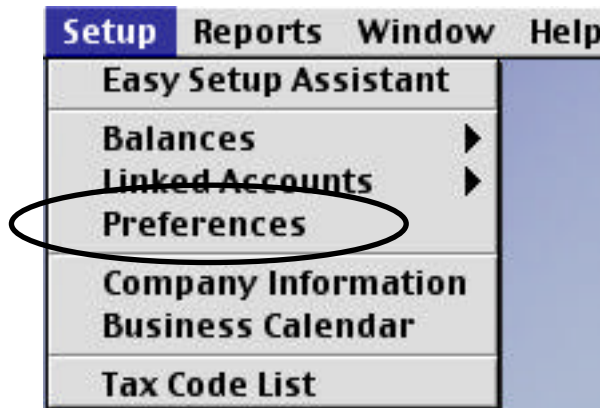 Setup Reports Window Help
Easy Setup Assistant
Balances
Linked Accounts
Preferences
Company Information
Business Calendar
Tax Code List